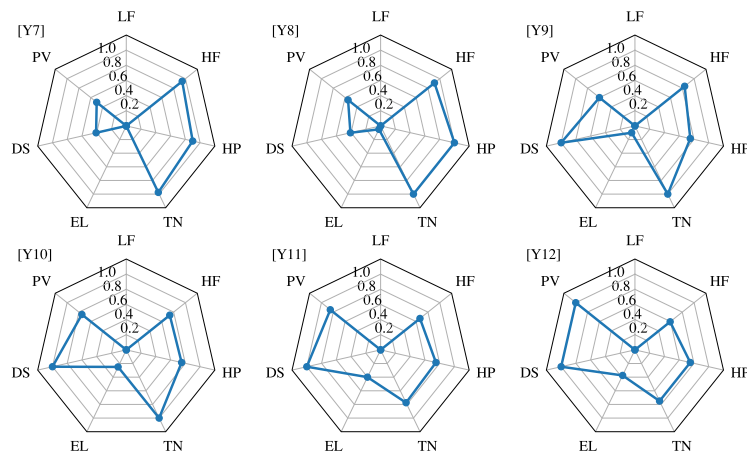 [Y7]
LF
PV
HF
1.0
0.8
0.6
0.4
0.2
DS
HP
EL
TN
[Y8]
LF
PV
HF
1.0
0.8
0.6
0.4
0.2
DS
HP
EL
TN
[Y9]
LF
PV
HF
1.0
0.8
0.6
0.4
0.2
DS
HP
EL
TN
[Y10]
LF
PV
HF
1.0
0.8
0.6
0.4
0.2
DS
HP
EL
TN
[Y11]
LF
PV
HF
1.0
0.8
0.6
0.4
0.2
DS
HP
EL
TN
[Y12]
LF
PV
HF
1.0
0.8
0.6
0.4
0.2
DS
HP
EL
TN